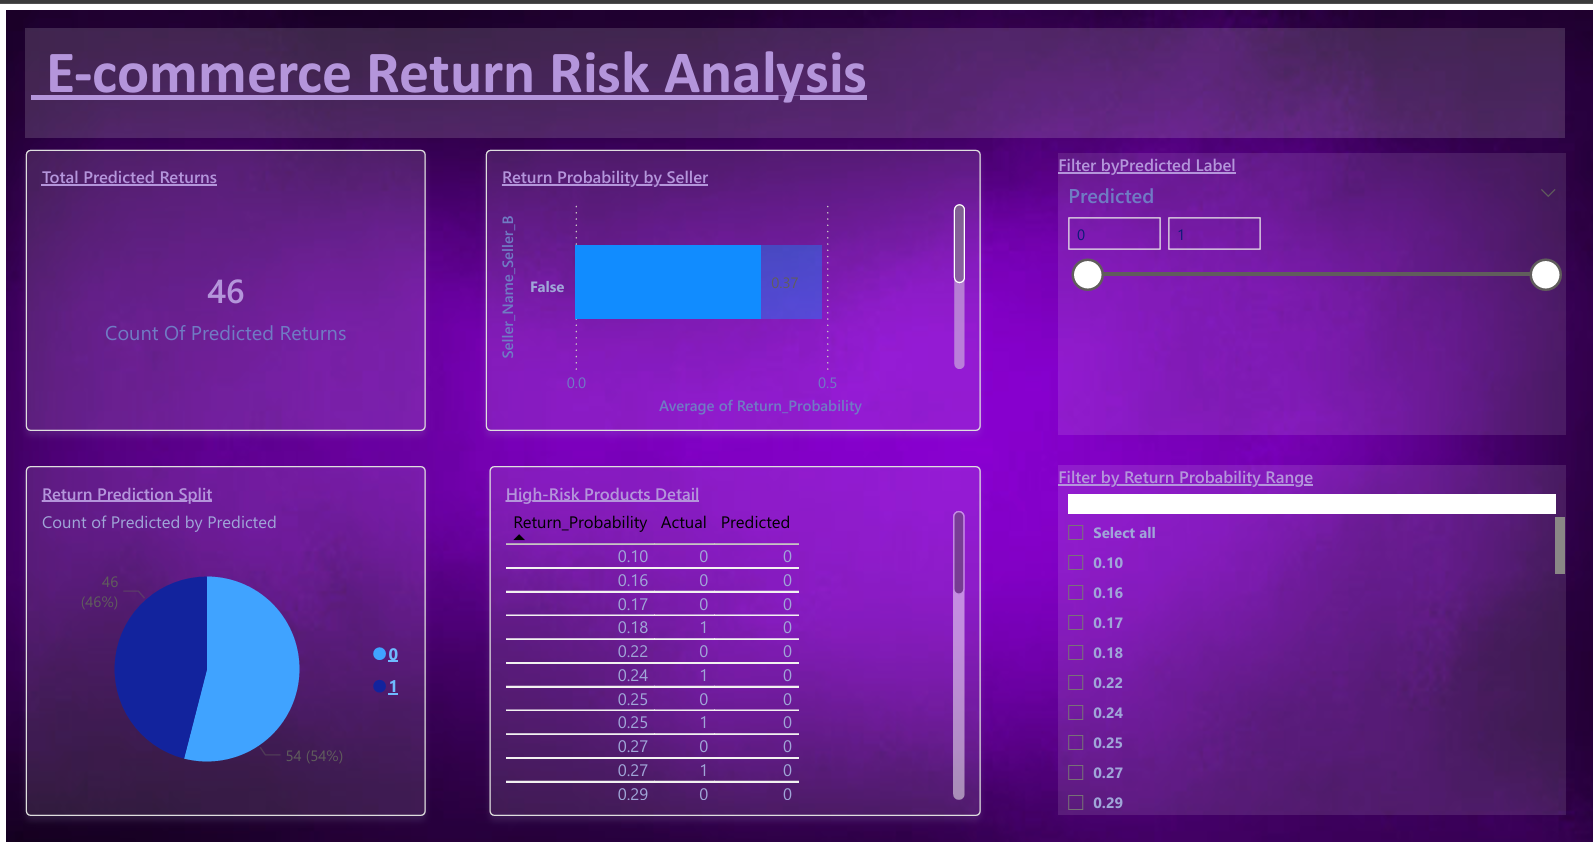 E-commerce Return Risk Analysis
Total Predicted Returns
46
Count Of Predicted Returns
Return Probability by Seller
Seller_Name_Seller_B
False
0.37
0.0
0.5
Average of Return_Probability
Filter byPredicted Label
Predicted
0 1
Return Prediction Split
Count of Predicted by Predicted
46
(46%)
54 (54%)
0
1
High-Risk Products Detail
Return_Probability Actual Predicted
0.10 0 0
0.16 0 0
0.17 0 0
0.18 1 0
0.22 0 0
0.24 1 0
0.25 0 0
0.25 1 0
0.27 0 0
0.27 1 0
0.29 0 0
Filter by Return Probability Range
Select all
0.10
0.16
0.17
0.18
0.22
0.24
0.25
0.27
0.29